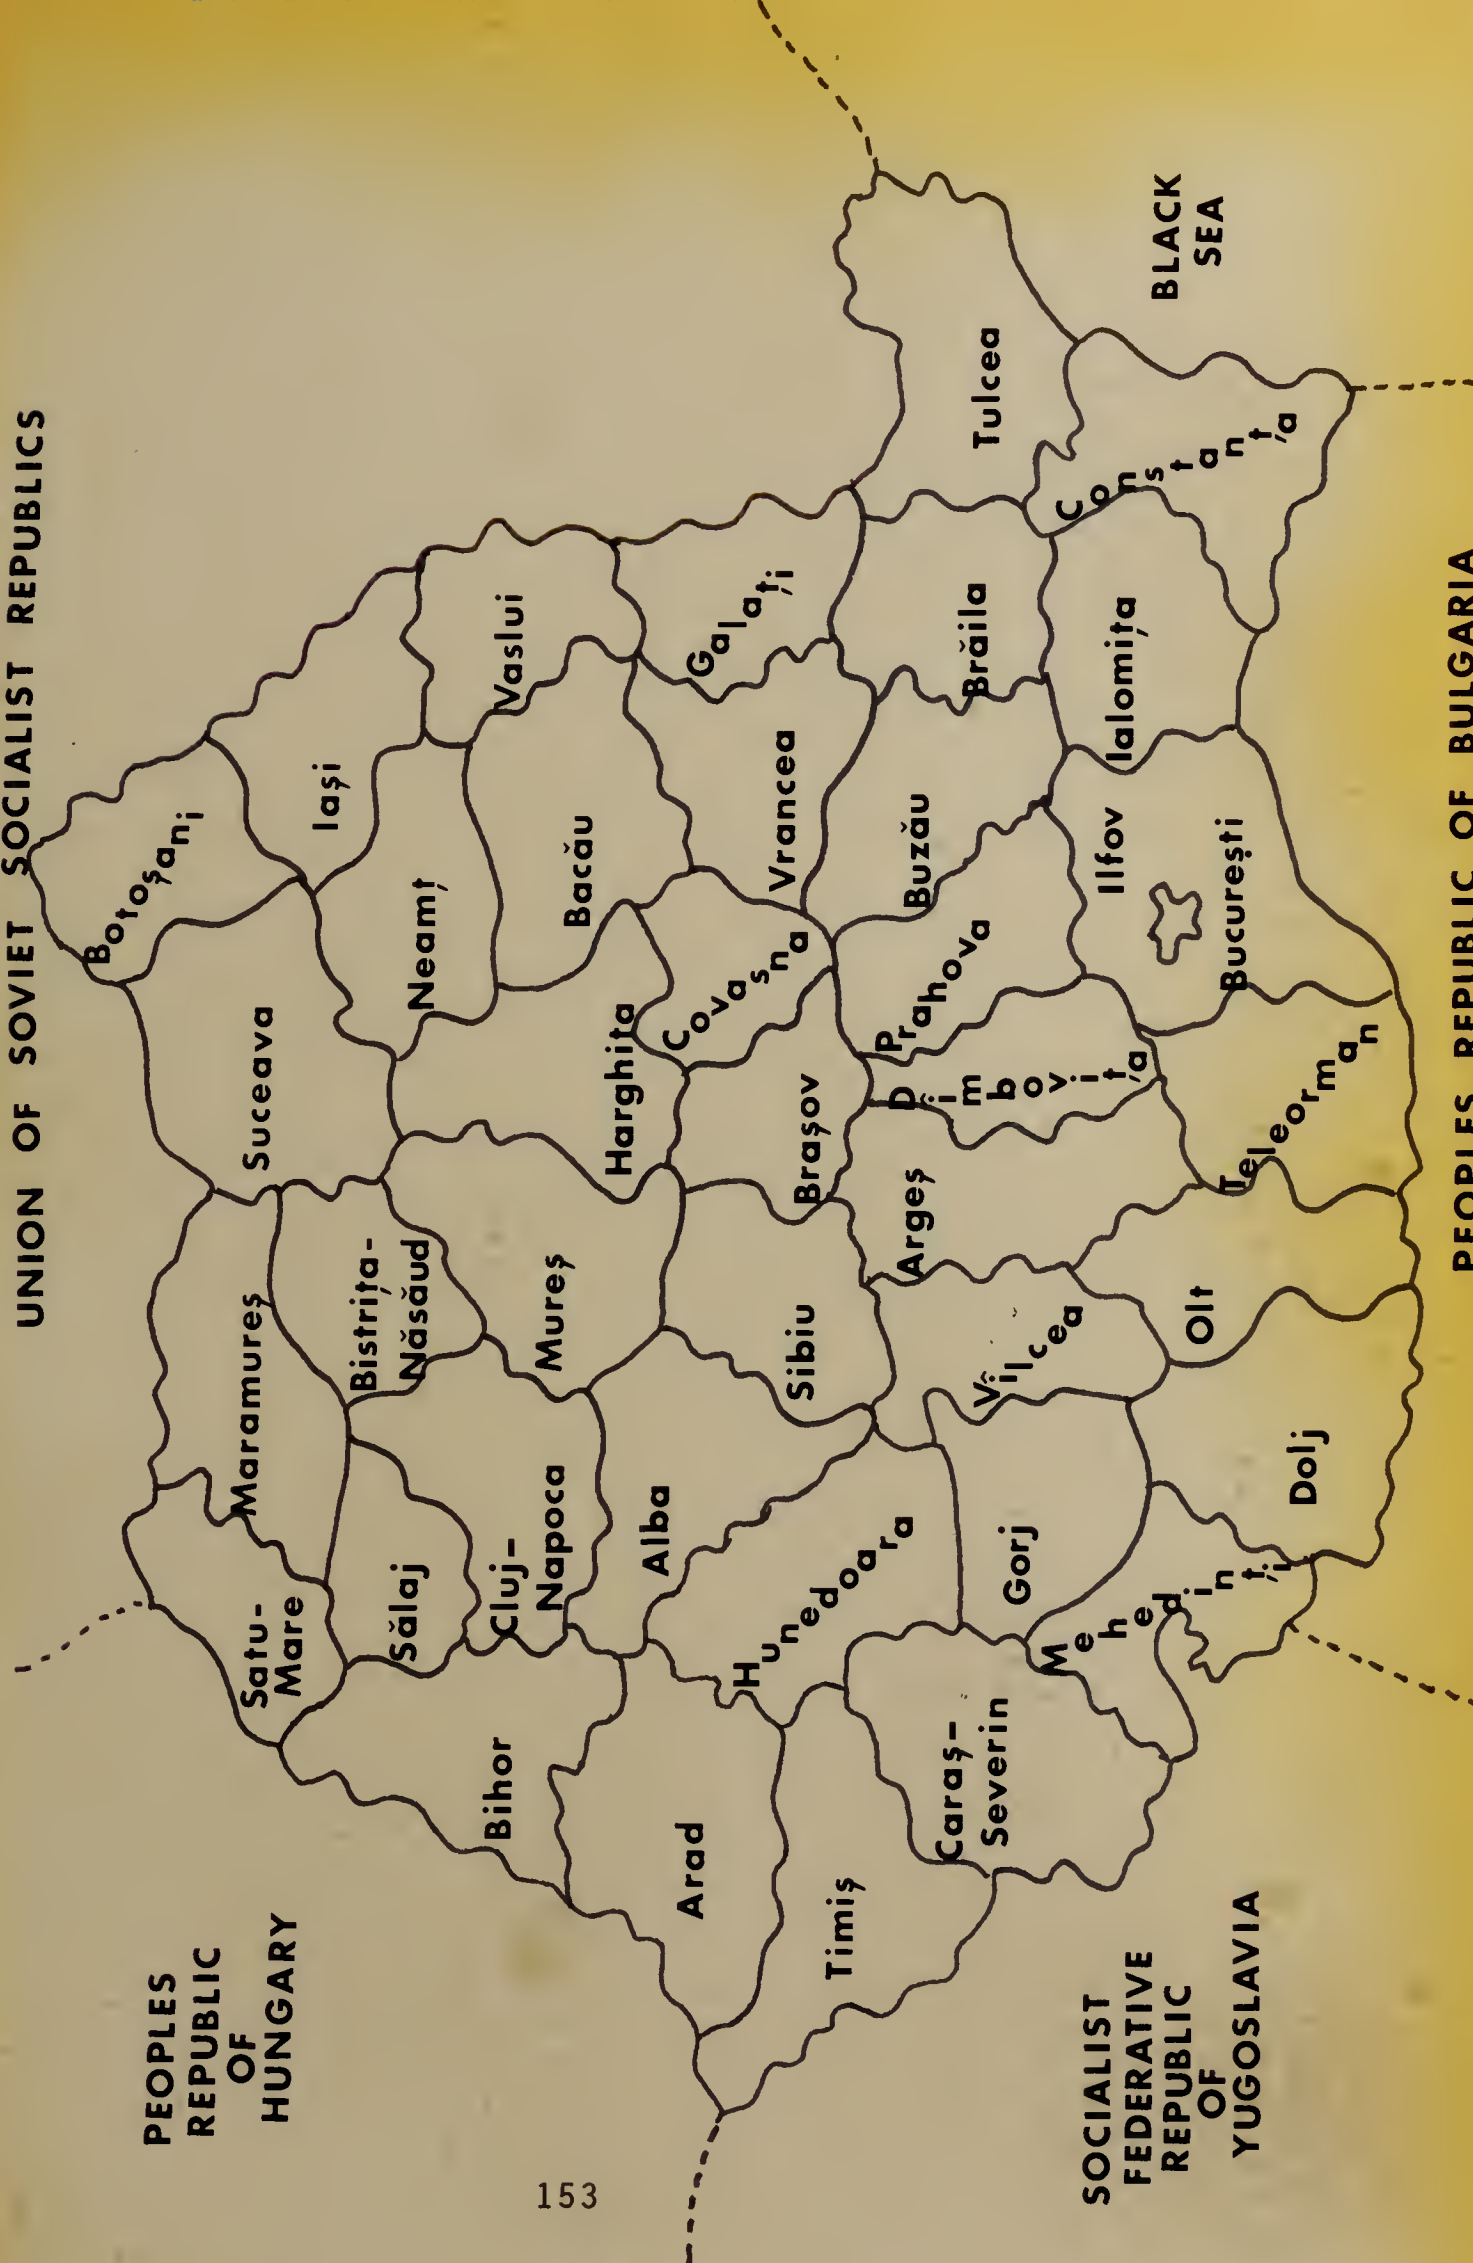 UNION OF SOVIET SOCIALIST REPUBLICS
PEOPLES
REPUBLIC
OF
HUNGARY
Satu-
Mare
Maramureș
Suceava
Botoșani
Iași
Sălaj
Bistrița-
Năsăud
Neamț
Vaslui
Bihor
Cluj-
Napoca
Mureș
Harghita
Bacău
Arad
Alba
Sibiu
Brașov
Covasna
Vrancea
Galați
Timiș
Hunedoara
Caraș-
Severin
Gorj
Vîlcea
Argeș
Dîmbovița
Prahova
Buzău
Brăila
Tulcea
Mehedinți
Dolj
Olt
Teleorman
Ilfov
București
Ialomița
Constanța
BLACK
SEA
SOCIALIST
FEDERATIVE
REPUBLIC
OF
YUGOSLAVIA
PEOPLES REPUBLIC OF BULGARIA
153